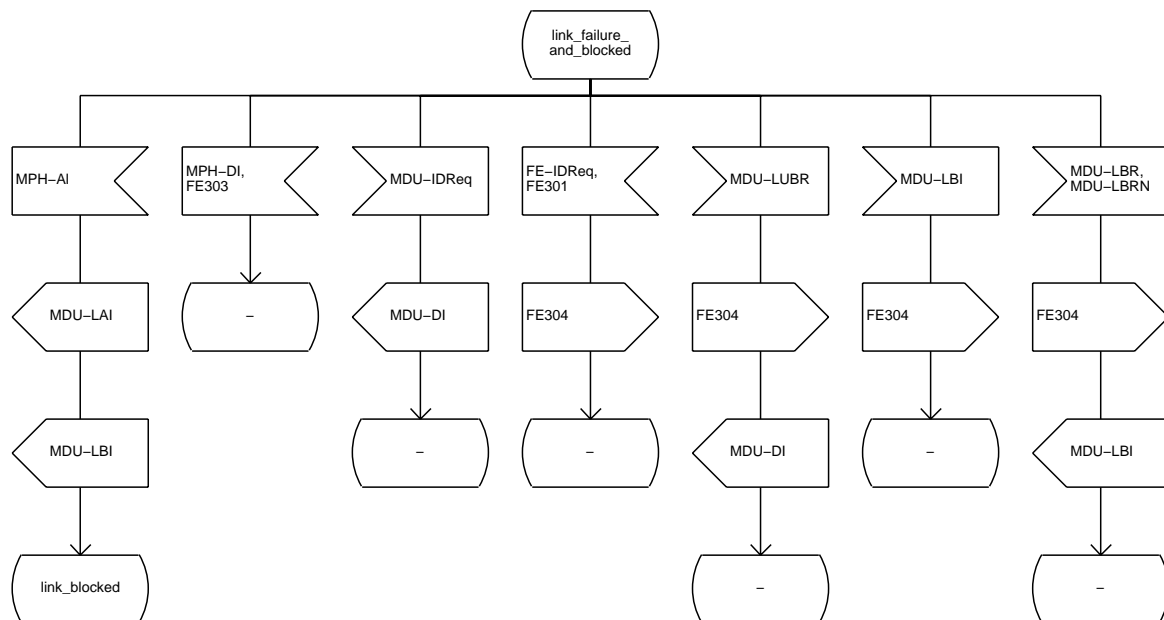 link_failure_
and_blocked
MPH−AI
MPH−DI,
FE303
MDU−IDReq
FE−IDReq,
FE301
MDU−LUBR
MDU−LBI
MDU−LBR,
MDU−LBRN
MDU−LAI
−
MDU−DI
FE304
FE304
FE304
FE304
MDU−LBI
−
−
MDU−DI
−
MDU−LBI
link_blocked
−
−